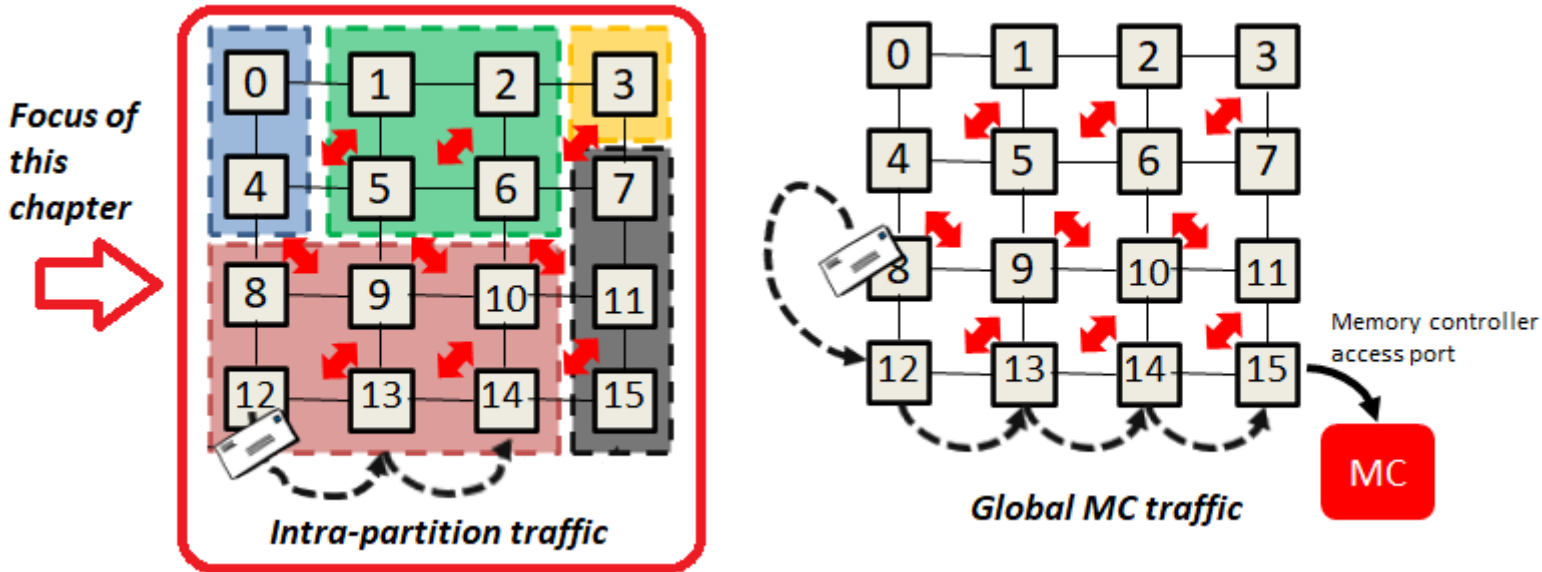 Focus of
this
chapter
0 1 2 3
4 5 6 7
8 9 10 11
12 13 14 15
Intra-partition traffic
0 1 2 3
4 5 6 7
8 9 10 11
12 13 14 15
Memory controller
access port
MC
Global MC traffic